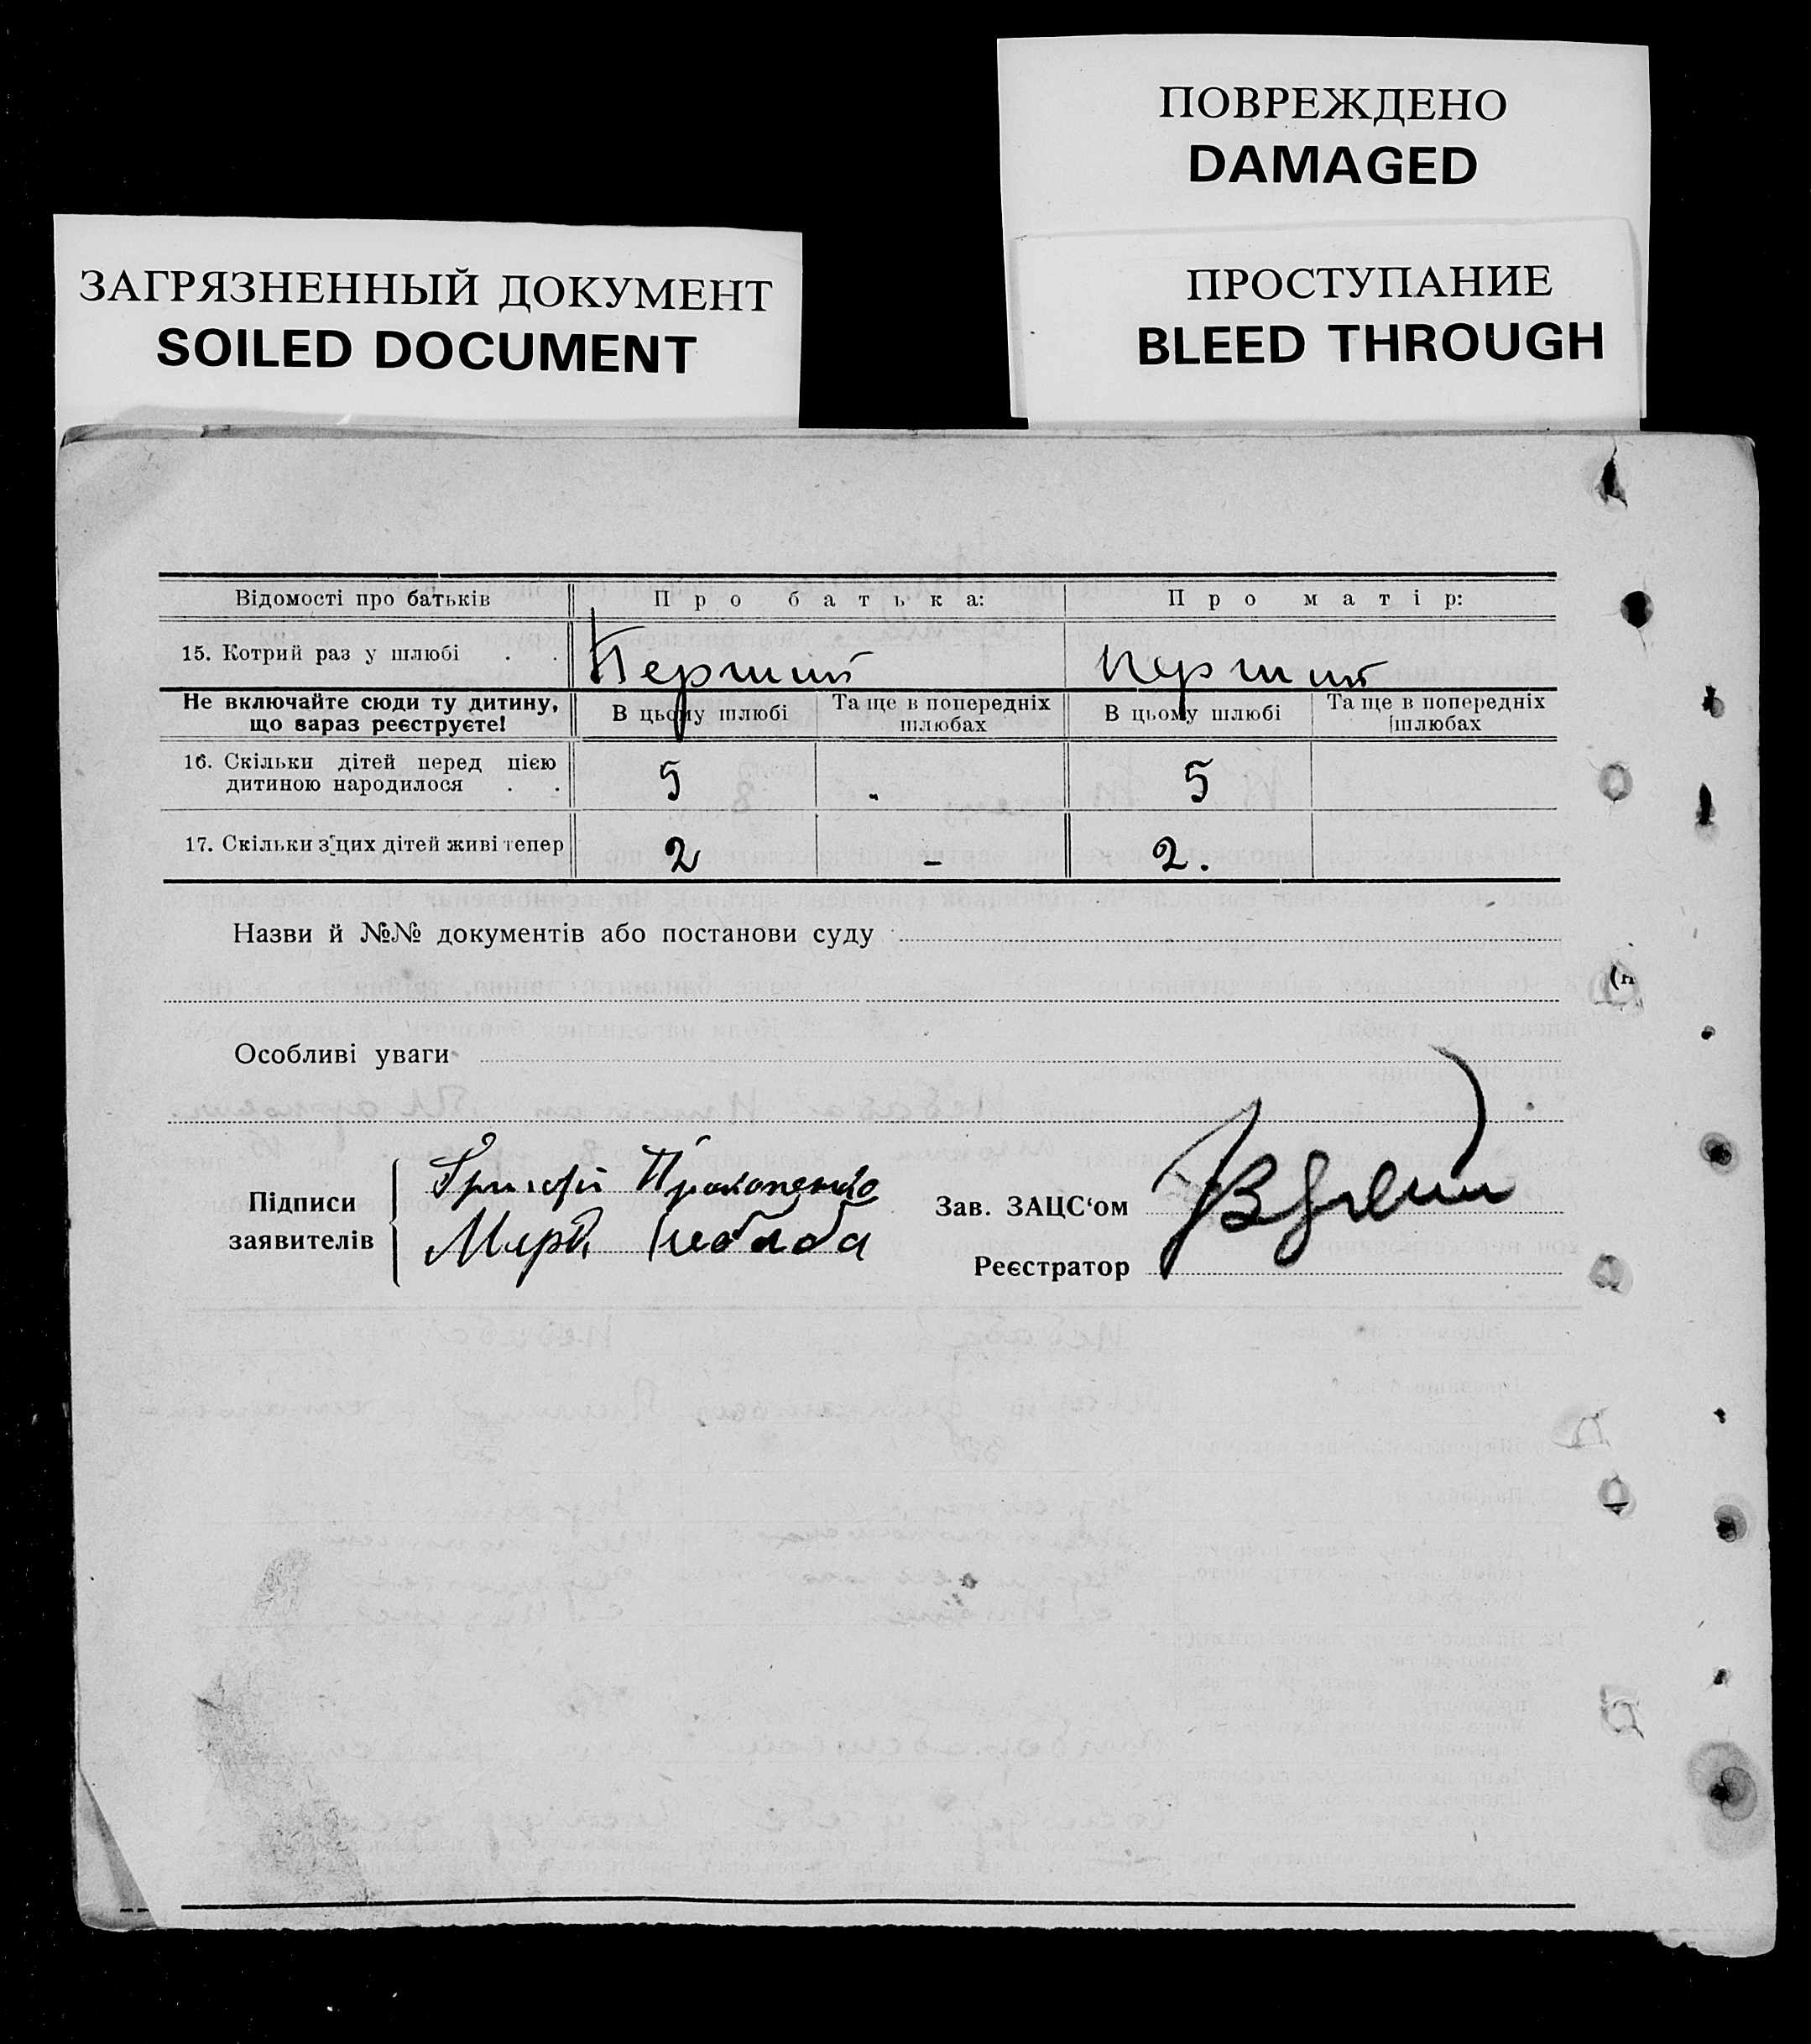 ПОВРЕЖДЕНО
DAMAGED
ЗАГРЯЗНЕННЫЙ ДОКУМЕНТ
SOILED DOCUMENT
ПРОСТУПАНИЕ
BLEED THROUGH
Відомості про батьків Про батька: Про матір:
15. Котрий раз у шлюбі . . Перший перший
Не включайте сюди ту дитину, що вараз реєструєте! В цьому шлюбі Та ще в попередніх шлюбах В цьому шлюбі Та ще в попередніх шлюбах
16. Скільки дітей перед цією дитиною народилося . . 5 . 5
17. Скільки з цих дітей живі тепер 2 - 2.
Назви й №№ документів або постанови суду
Особливі уваги
Підписи заявителів
Григорій Прокопенко
Зав. ЗАЦС‘ом
Реєстратор